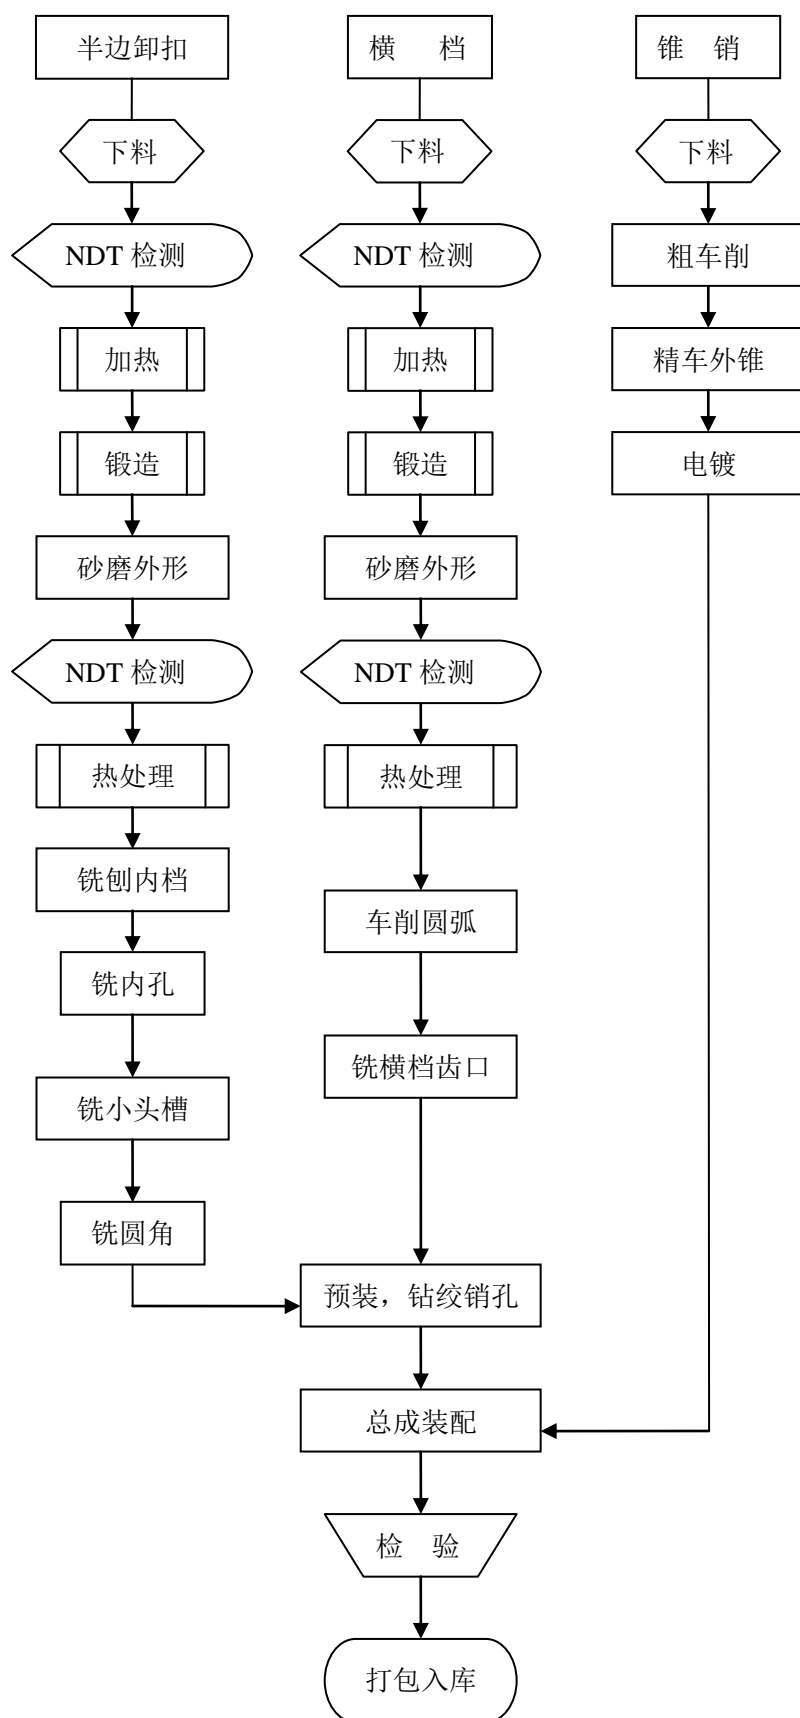 半边卸扣
下料
NDT 检测
加热
锻造
砂磨外形
NDT 检测
热处理
铣刨内档
铣内孔
铣小头槽
铣圆角
横 档
下料
NDT 检测
加热
锻造
砂磨外形
NDT 检测
热处理
车削圆弧
铣横档齿口
预装，钻绞销孔
总成装配
检 验
打包入库
锥 销
下料
粗车削
精车外锥
电镀